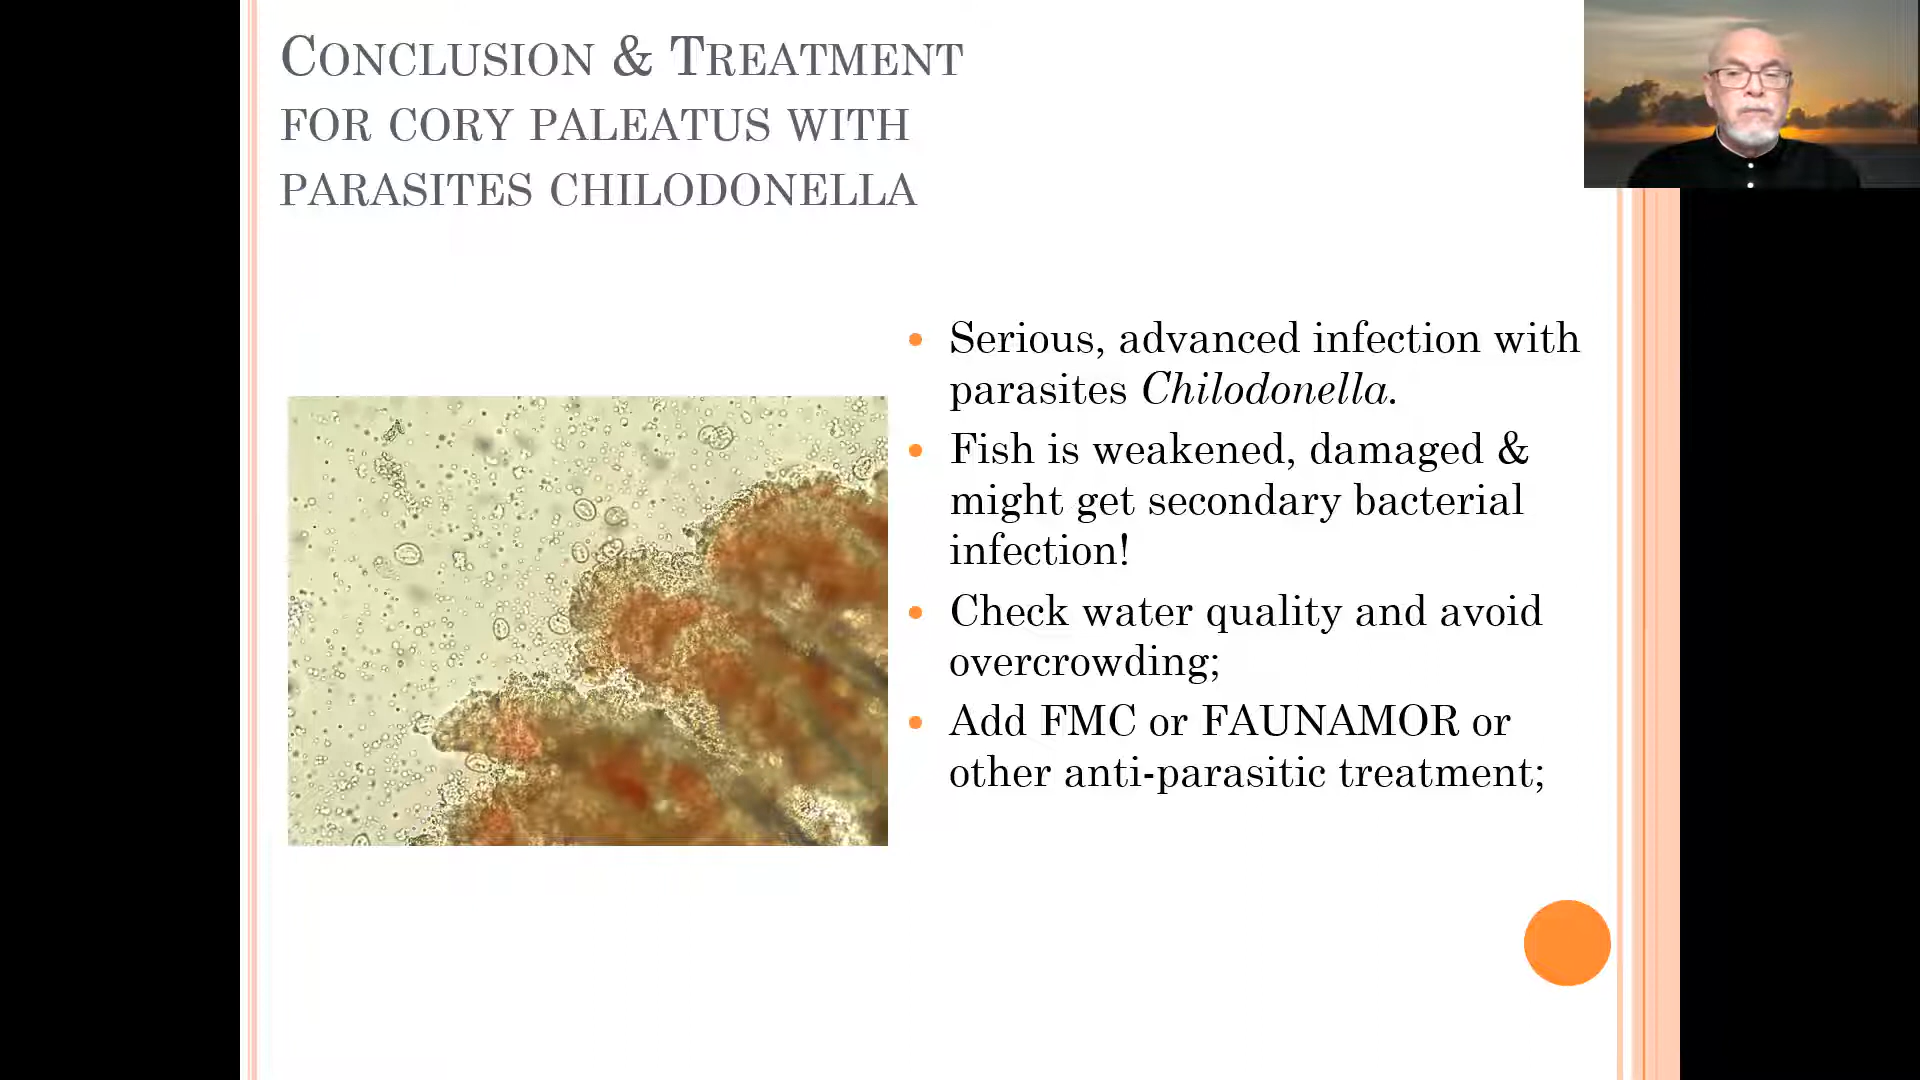 CONCLUSION & TREATMENT
FOR CORY PALEATUS WITH
PARASITES CHILODONELLA
• Serious, advanced infection with
parasites Chilodonella.
• Fish is weakened, damaged &
might get secondary bacterial
infection!
• Check water quality and avoid
overcrowding;
• Add FMC or FAUNAMOR or
other anti-parasitic treatment;